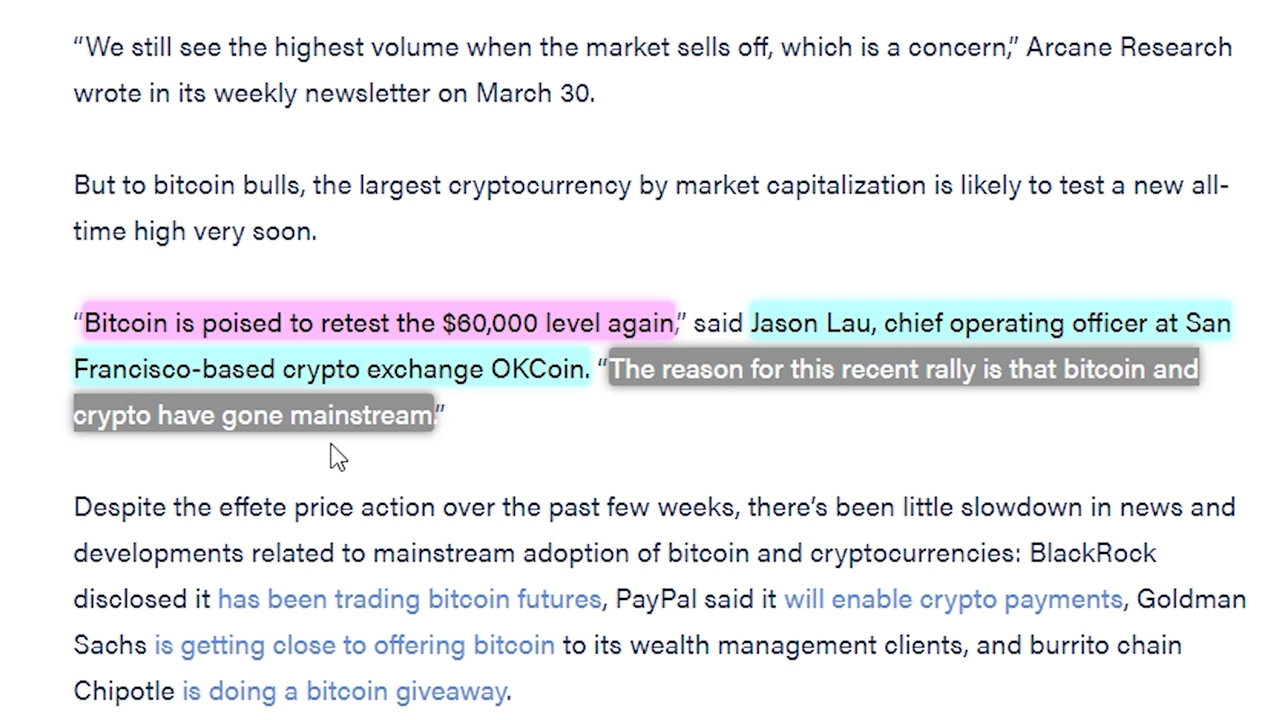 “We still see the highest volume when the market sells off, which is a concern,” Arcane Research
wrote in its weekly newsletter on March 30.
But to bitcoin bulls, the largest cryptocurrency by market capitalization is likely to test a new all-
time high very soon.
“Bitcoin is poised to retest the $60,000 level again,” said Jason Lau, chief operating officer at San
Francisco-based crypto exchange OKCoin. “The reason for this recent rally is that bitcoin and
crypto have gone mainstream.”
Despite the effete price action over the past few weeks, there’s been little slowdown in news and
developments related to mainstream adoption of bitcoin and cryptocurrencies: BlackRock
disclosed it has been trading bitcoin futures, PayPal said it will enable crypto payments, Goldman
Sachs is getting close to offering bitcoin to its wealth management clients, and burrito chain
Chipotle is doing a bitcoin giveaway.